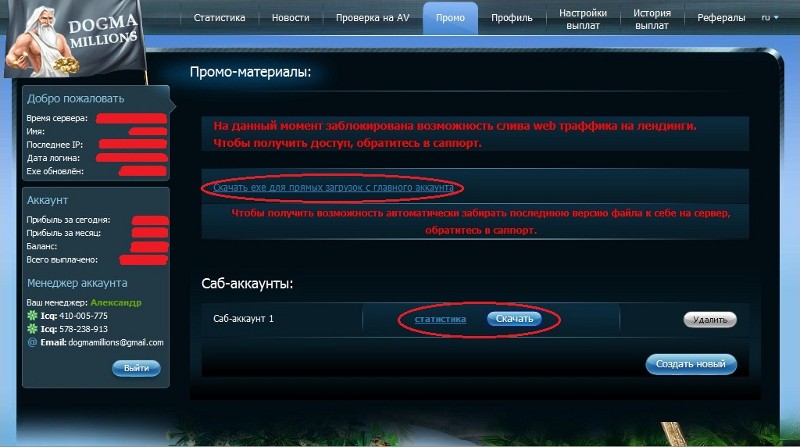 DOGMA
MILLIONS
Статистика
Новости
Проверка на AV
Промо
Профиль
Настройки
выплат
История
выплат
Рефералы
ru
Промо-материалы:
Добро пожаловать
Время сервера:
Имя:
Последнее IP:
Дата логина:
Exe обновлён:
Аккаунт
Прибыль за сегодня:
Прибыль за месяц:
Баланс:
Всего выплачено:
Менеджер аккаунта
Ваш менеджер: Александр
Icq: 410-005-775
Icq: 578-238-913
@ Email: dogmamillions@gmail.com
Выйти
На данный момент заблокирована возможность слива web траффика на лендинги.
Чтобы получить доступ, обратитесь в саппорт.
Скачать exe для прямых загрузок с главного аккаунта
Чтобы получить возможность автоматически забирать последнюю версию файла к себе на сервер,
обратитесь в саппорт.
Саб-аккаунты:
Саб-аккаунт 1
статистика
Скачать
Удалить
Создать новый